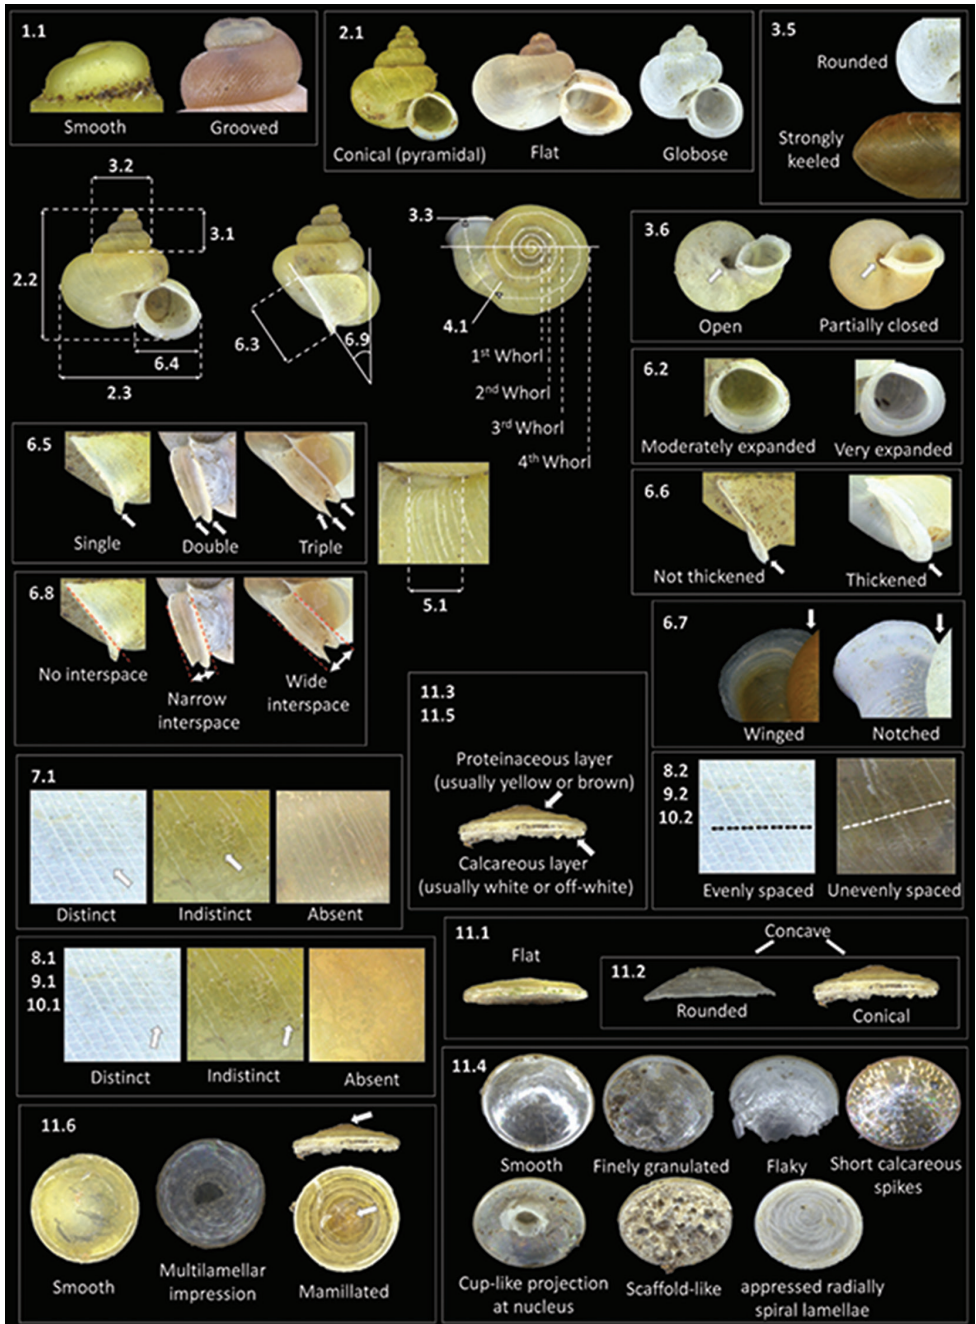 1.1
Smooth
Grooved
2.1
Conical (pyramidal)
Flat
Globose
3.5
Rounded
Strongly
keeled
3.2
3.1
2.2
6.4
2.3
6.3
6.9
3.3
4.1
1st Whorl
2nd Whorl
3rd Whorl
4th Whorl
3.6
Open
Partially closed
6.2
Moderately expanded
Very expanded
6.5
Single
Double
Triple
5.1
6.6
Not thickened
Thickened
6.8
No interspace
Narrow
interspace
Wide
interspace
6.7
Winged
Notched
11.3
11.5
Proteinaceous layer
(usually yellow or brown)
Calcareous layer
(usually white or off-white)
7.1
Distinct
Indistinct
Absent
8.2
9.2
10.2
Evenly spaced
Unevenly spaced
8.1
9.1
10.1
Distinct
Indistinct
Absent
11.1
Flat
Concave
11.2
Rounded
Conical
11.6
Smooth
Multilamellar
impression
Mamillated
11.4
Smooth
Finely granulated
Flaky
Short calcareous
spikes
Cup-like projection
at nucleus
Scaffold-like
appressed radially
spiral lamellae